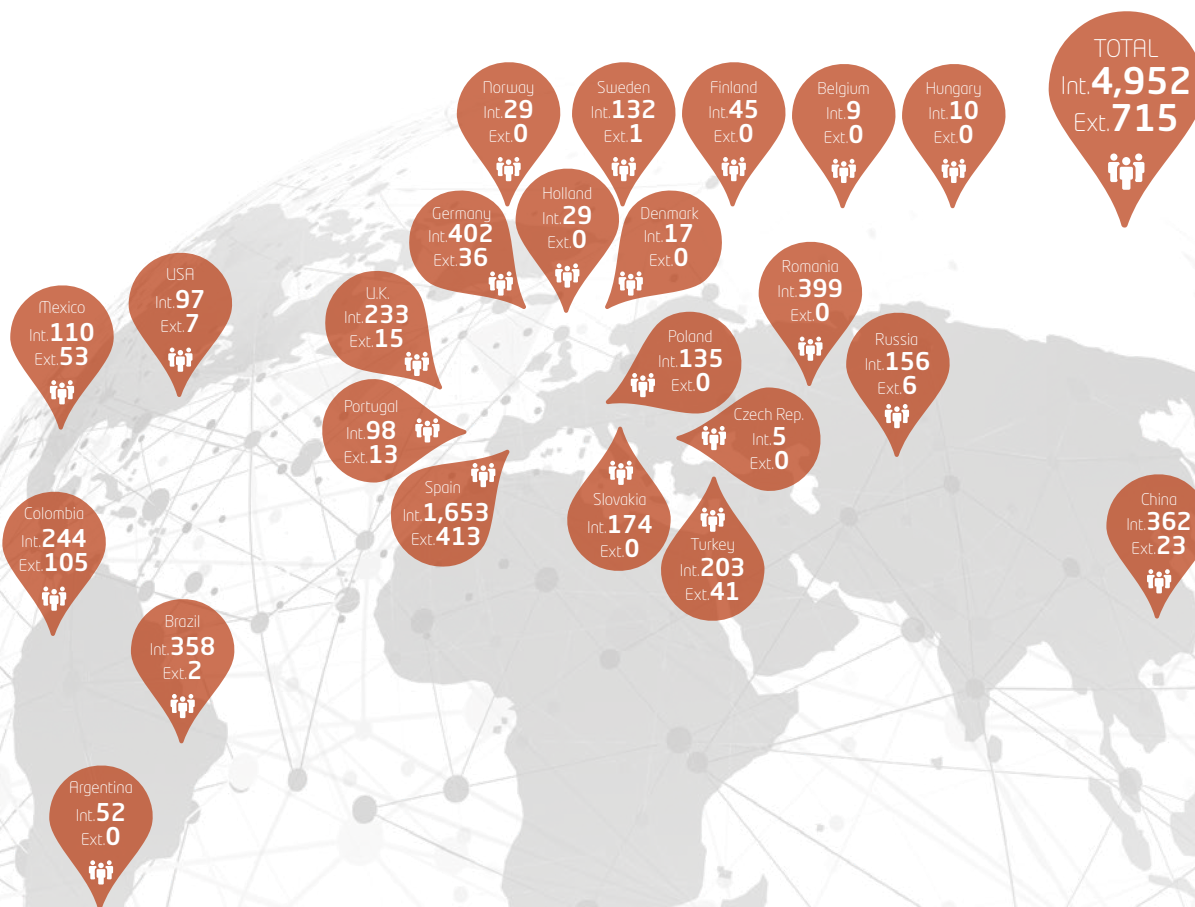 TOTAL
Int.4,952
Ext.715
Norway
Int.29
Ext.0
Sweden
Int.132
Ext.1
Finland
Int.45
Ext.0
Belgium
Int.9
Ext.0
Hungary
Int.10
Ext.0
Germany
Int.402
Ext.36
Holland
Int.29
Ext.0
Denmark
Int.17
Ext.0
Romania
Int.399
Ext.0
USA
Int.97
Ext.7
Mexico
Int.110
Ext.53
U.K.
Int.233
Ext.15
Poland
Int.135
Ext.0
Russia
Int.156
Ext.6
Portugal
Int.98
Ext.13
Czech Rep.
Int.5
Ext.0
Spain
Int.1,653
Ext.413
Slovakia
Int.174
Ext.0
Turkey
Int.203
Ext.41
China
Int.362
Ext.23
Colombia
Int.244
Ext.105
Brazil
Int.358
Ext.2
Argentina
Int.52
Ext.0